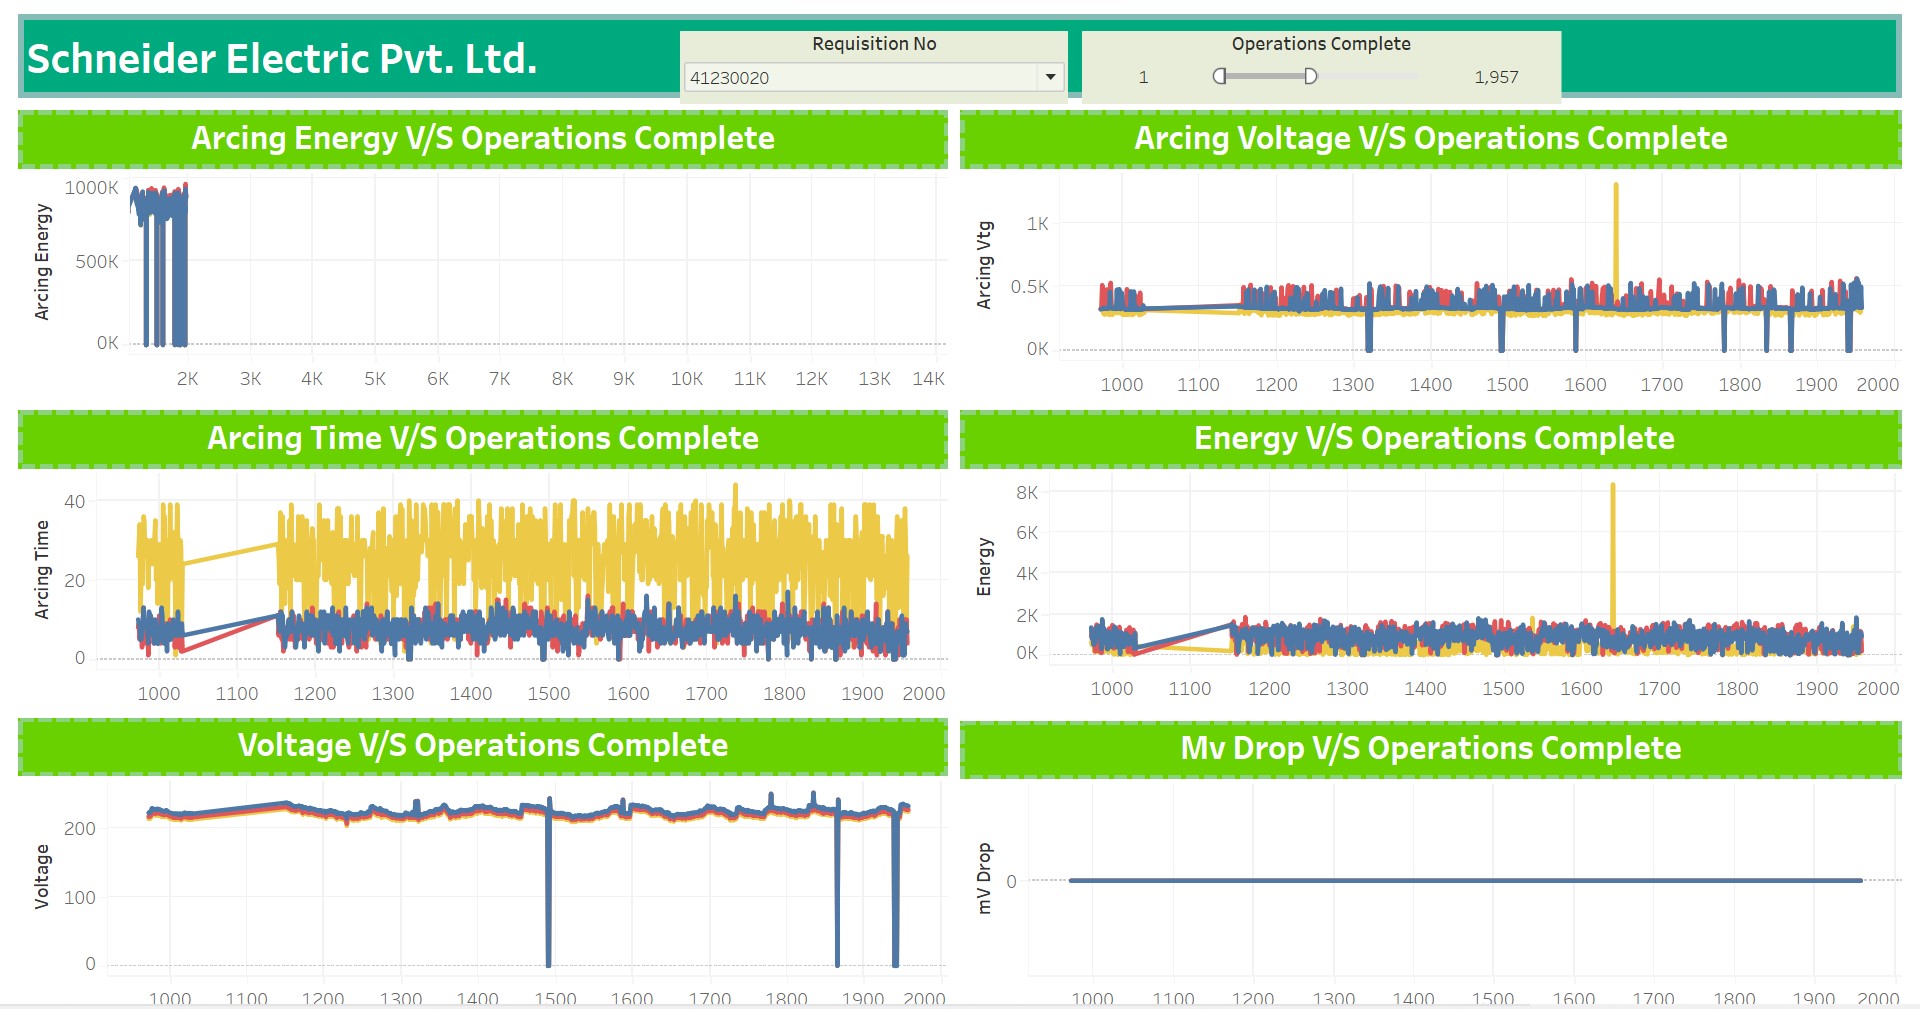 Schneider Electric Pvt. Ltd.
Requisition No
41230020
Operations Complete
1
1,957
Arcing Energy V/S Operations Complete
Arcing Energy
1000K
500K
0K
2K 3K 4K 5K 6K 7K 8K 9K 10K 11K 12K 13K 14K
Arcing Voltage V/S Operations Complete
Arcing Vtg
1K
0.5K
0K
1000 1100 1200 1300 1400 1500 1600 1700 1800 1900 2000
Arcing Time V/S Operations Complete
Arcing Time
40
20
0
1000 1100 1200 1300 1400 1500 1600 1700 1800 1900 2000
Energy V/S Operations Complete
Energy
8K
6K
4K
2K
0K
1000 1100 1200 1300 1400 1500 1600 1700 1800 1900 2000
Voltage V/S Operations Complete
Voltage
200
100
0
1000 1100 1200 1300 1400 1500 1600 1700 1800 1900 2000
Mv Drop V/S Operations Complete
mV Drop
0
1000 1100 1200 1300 1400 1500 1600 1700 1800 1900 2000